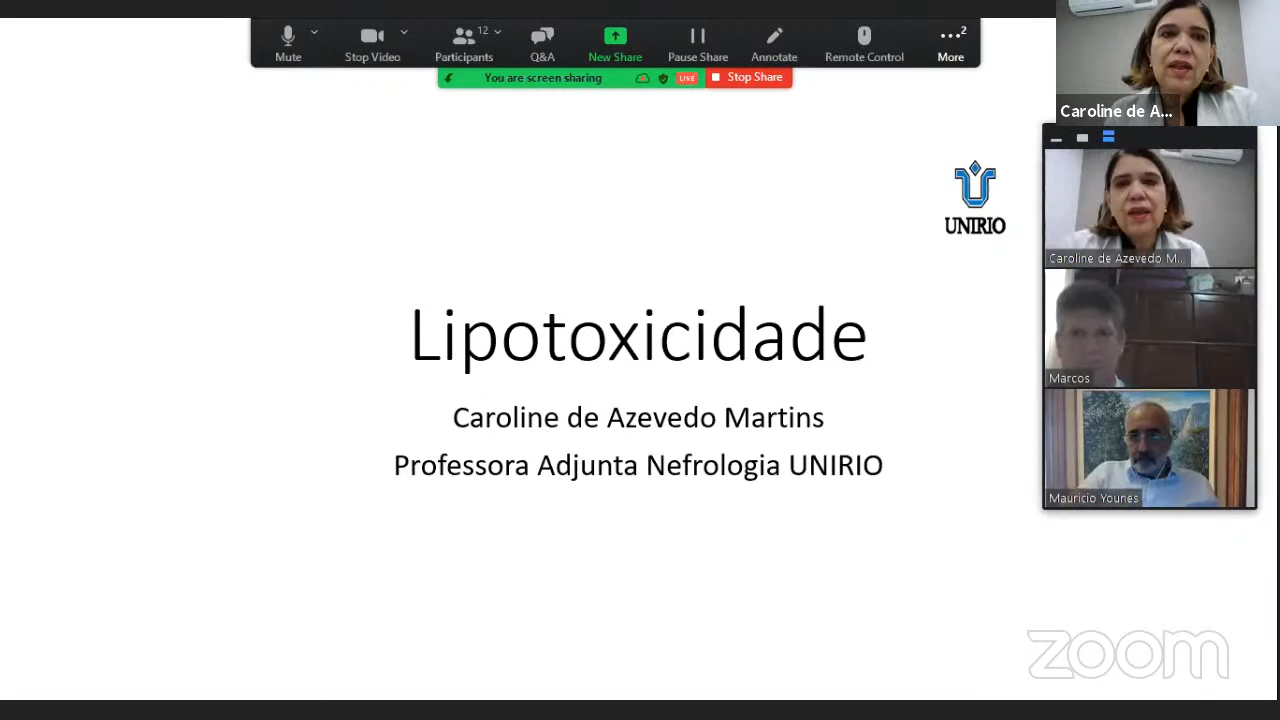 Mute
Stop Video
Participants
12
Q&A
New Share
Pause Share
Annotate
Remote Control
More
2
You are screen sharing
LIVE
Stop Share
Caroline de A...
UNIRIO
Caroline de Azevedo M...
Marcos
Mauricio Younes
Lipotoxicidade
Caroline de Azevedo Martins
Professora Adjunta Nefrologia UNIRIO
zoom